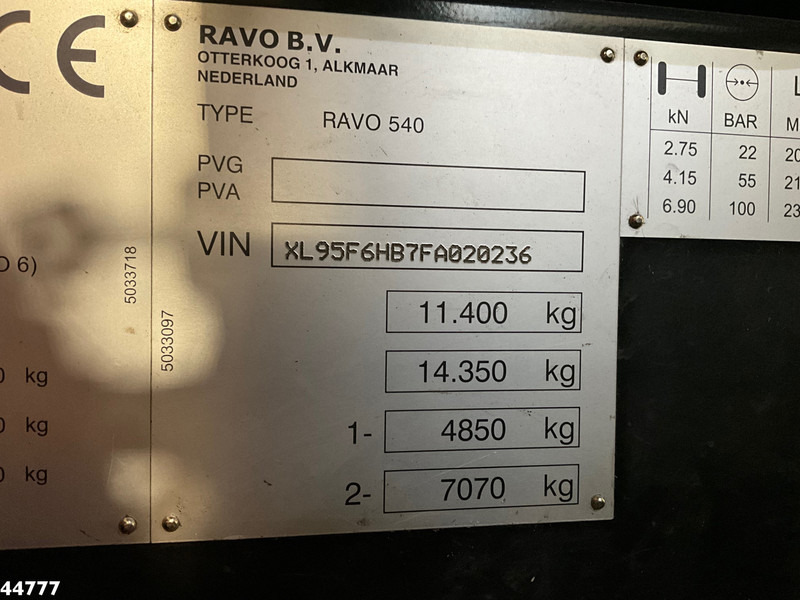 CE
RAVO B.V.
OTTERKOOG 1, ALKMAAR
NEDERLAND
TYPE RAVO 540
PVG
PVA
VIN XL95F6HB7FA020236
11.400 kg
14.350 kg
1- 4850 kg
2- 7070 kg
5033718
5033097
6)
kg
kg
kg
kN BAR
2.75 22
4.15 55
6.90 100
44777